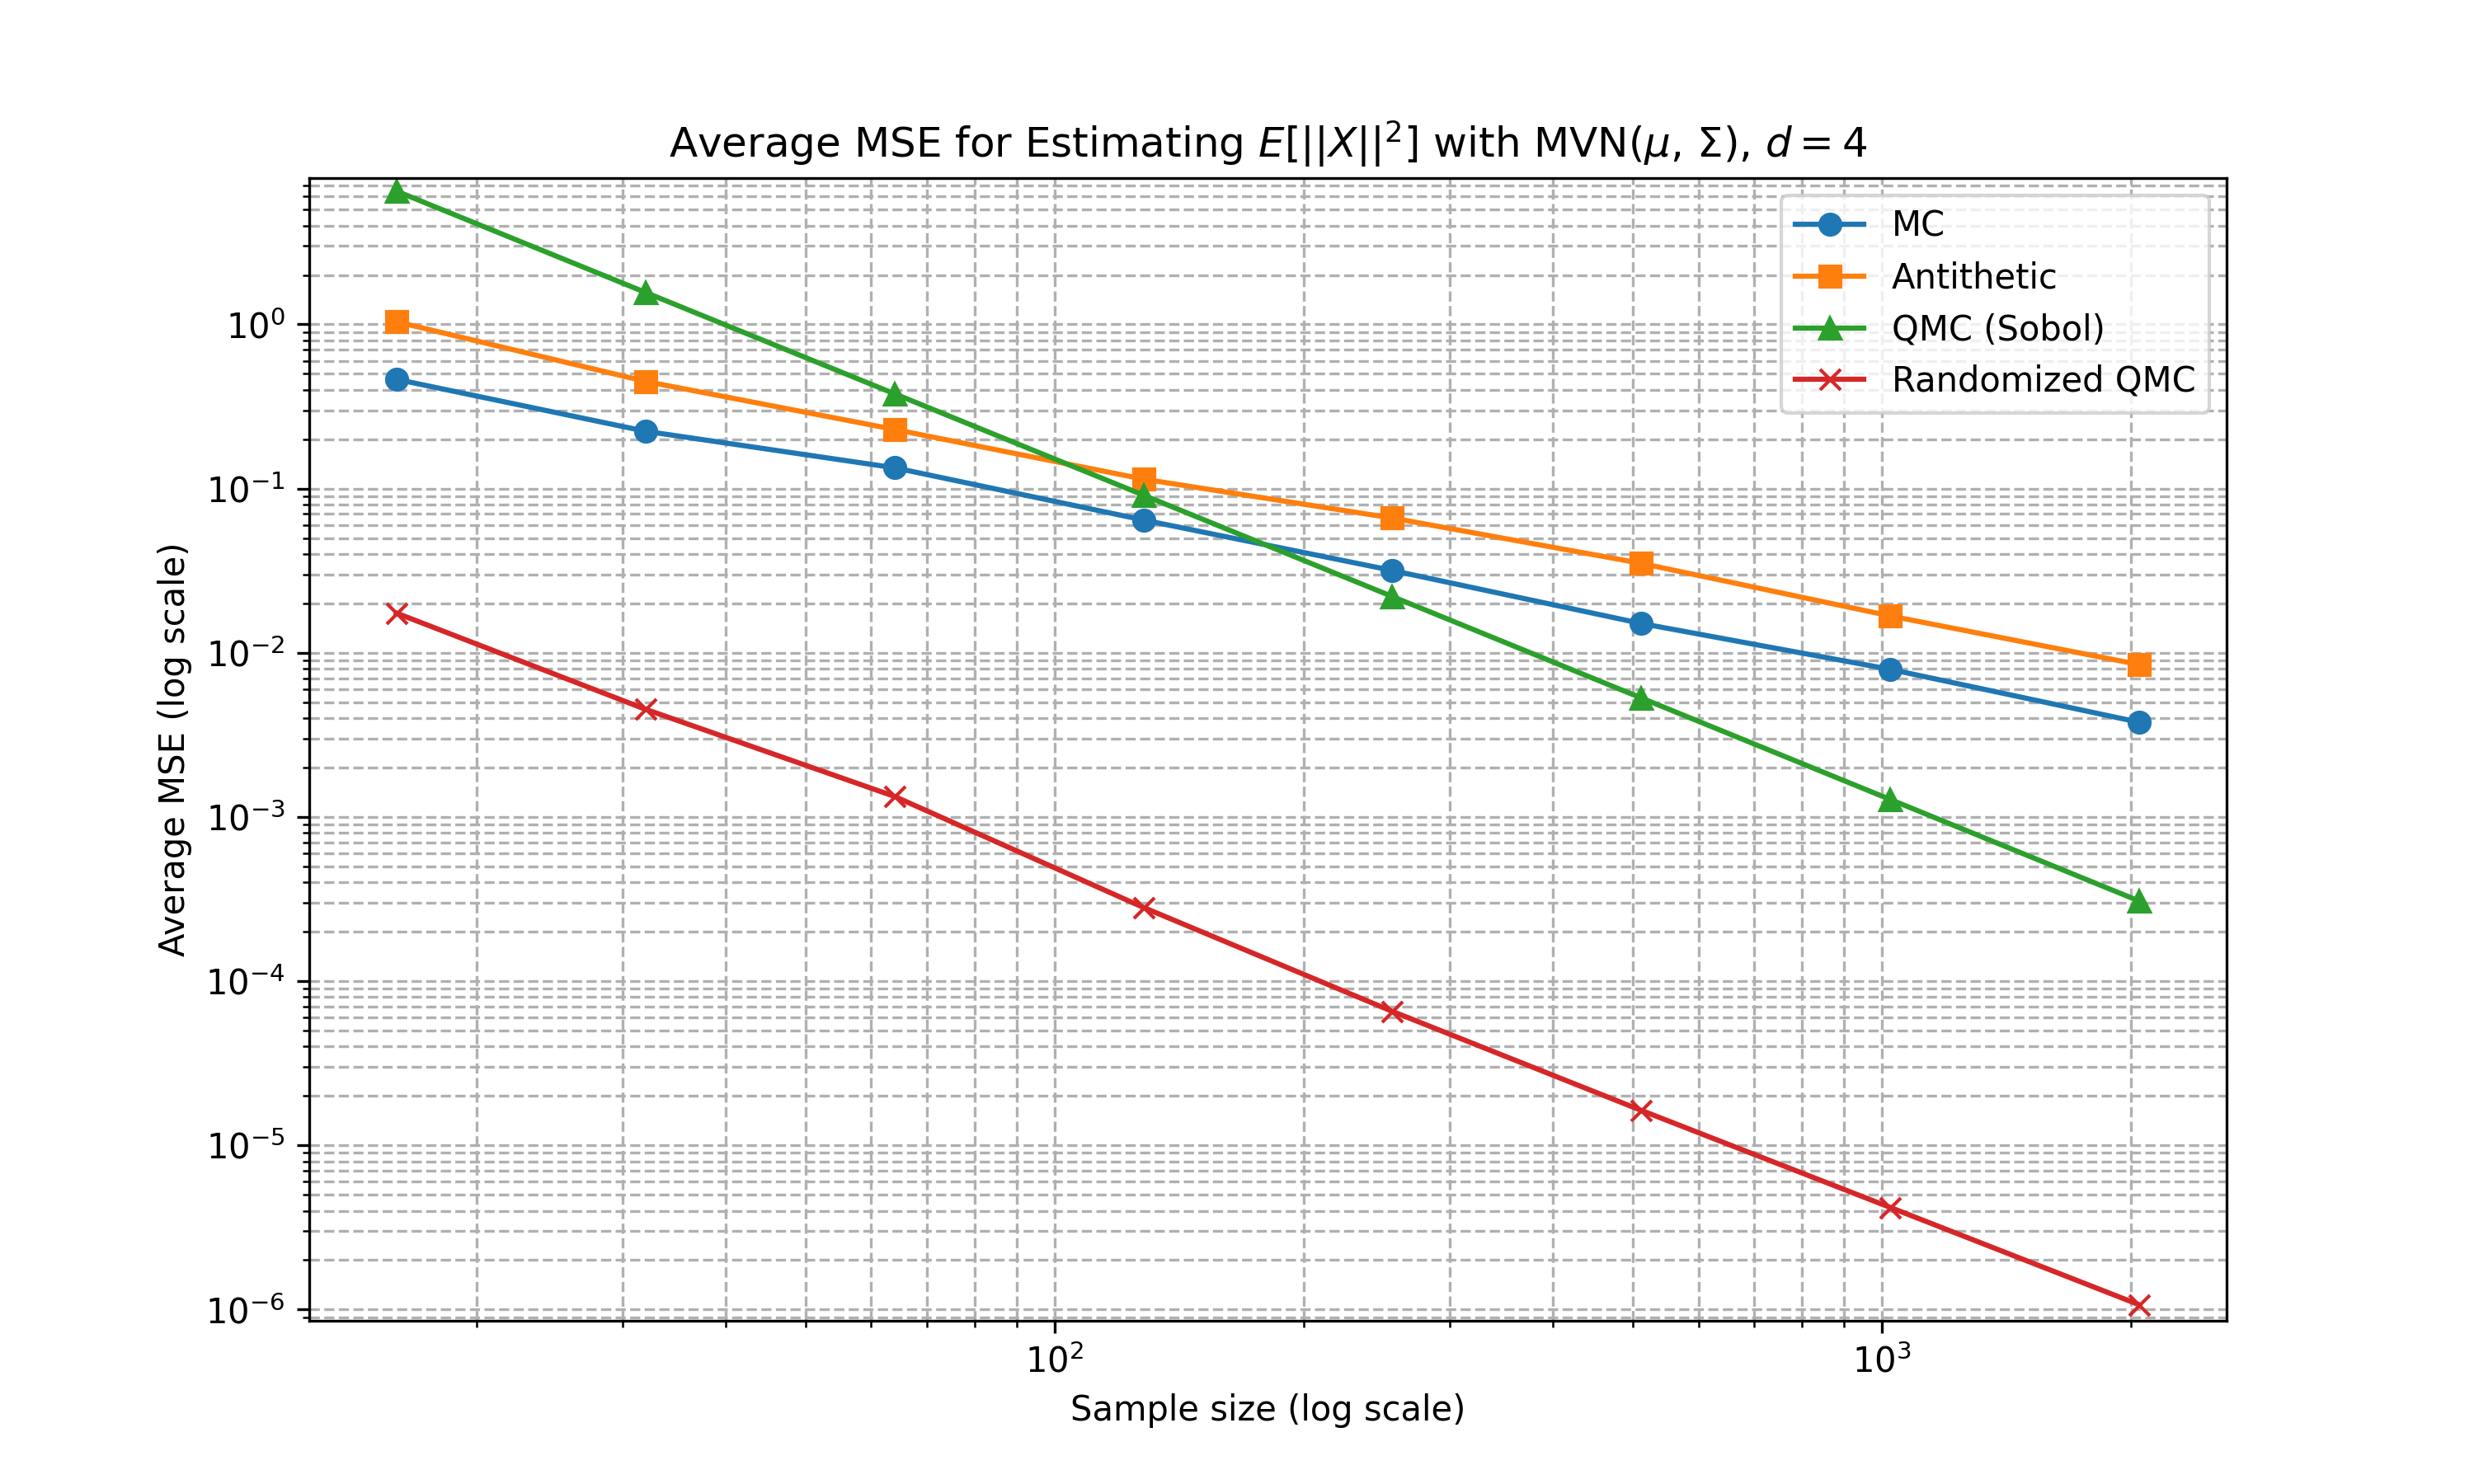 Average MSE for Estimating E[||X||²] with MVN(μ, Σ), d = 4
MC
Antithetic
QMC (Sobol)
Randomized QMC
Average MSE (log scale)
10⁰
10⁻¹
10⁻²
10⁻³
10⁻⁴
10⁻⁵
10⁻⁶
10²
10³
Sample size (log scale)